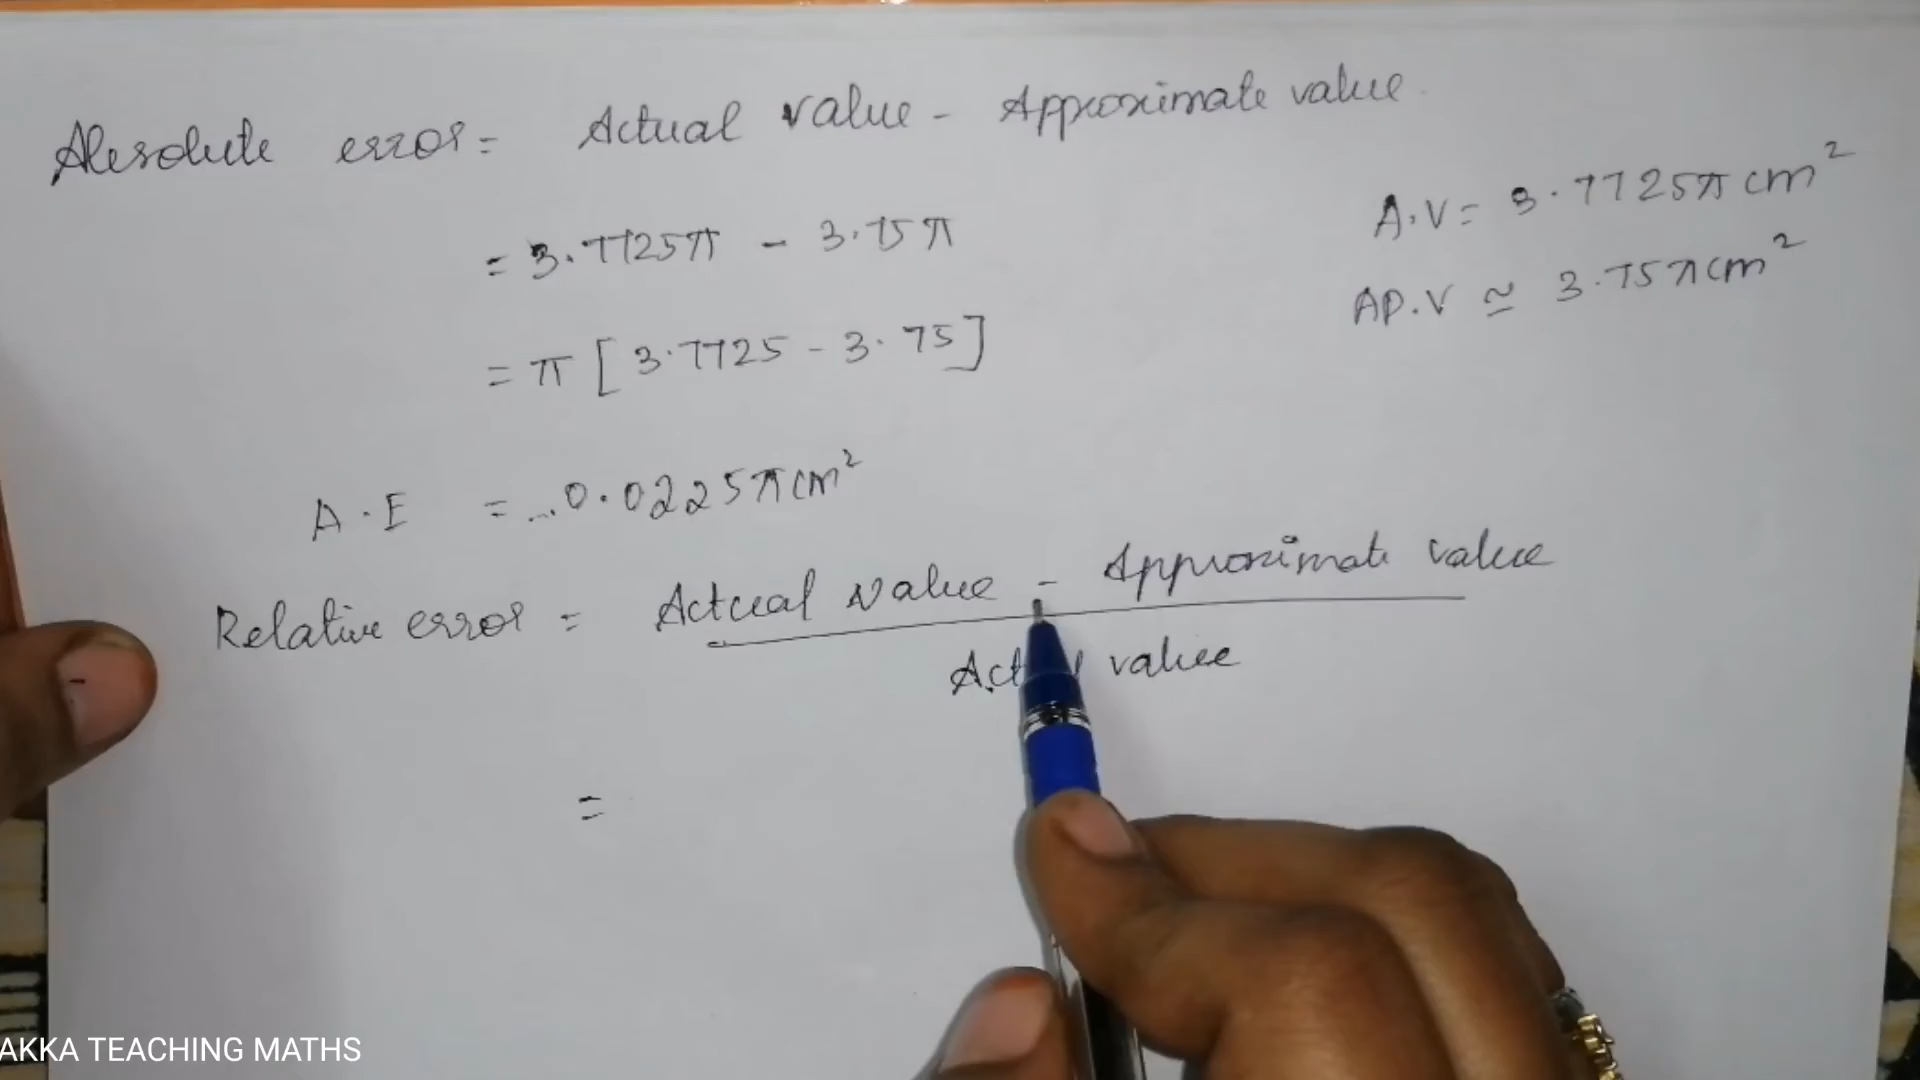 Absolute error = Actual value - Approximate value
= 3.7725π - 3.75π
A.V = 3.7725π cm²
AP.V ≃ 3.75π cm²
= π [3.7725 - 3.75]
A.E = ...0.0225π cm²
Relative error = Actual value - Approximate value
value
=
AKKA TEACHING MATHS